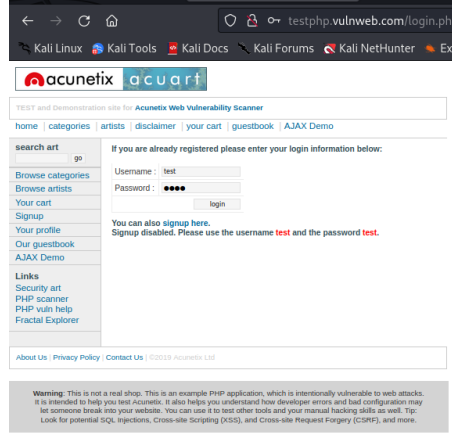 testphp.vulnweb.com/login.ph
Kali Linux Kali Tools Kali Docs Kali Forums Kali NetHunter Ex
acunetix acuart
TEST and Demonstration site for Acunetix Web Vulnerability Scanner
home | categories | artists | disclaimer | your cart | guestbook | AJAX Demo
search art
go
Browse categories
Browse artists
Your cart
Signup
Your profile
Our guestbook
AJAX Demo
Links
Security art
PHP scanner
PHP vuln help
Fractal Explorer
If you are already registered please enter your login information below:
Username : test
Password : ●●●●
login
You can also signup here.
Signup disabled. Please use the username test and the password test.
About Us | Privacy Policy | Contact Us | ©2019 Acunetix Ltd
Warning: This is not a real shop. This is an example PHP application, which is intentionally vulnerable to web attacks.
It is intended to help you test Acunetix. It also helps you understand how developer errors and bad configuration may
let someone break into your website. You can use it to test other tools and your manual hacking skills as well. Tip:
Look for potential SQL Injections, Cross-site Scripting (XSS), and Cross-site Request Forgery (CSRF), and more.